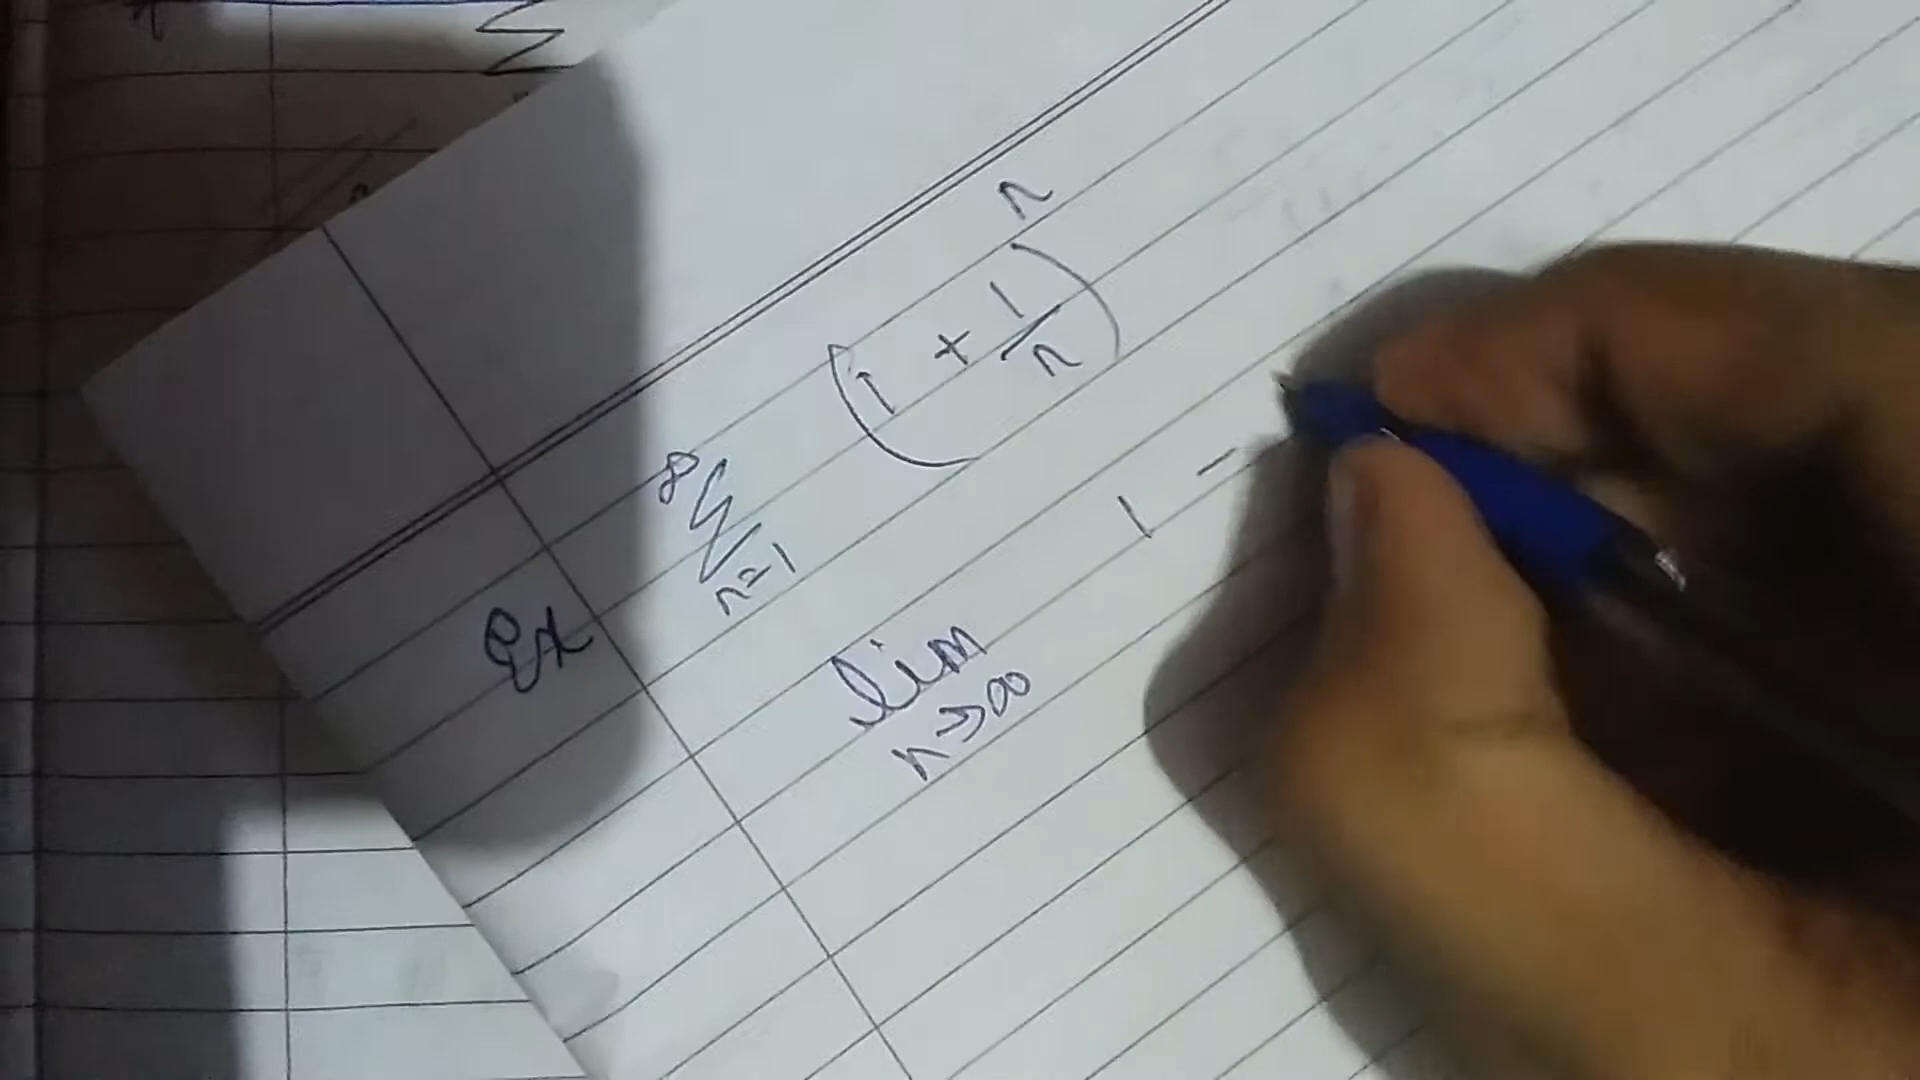 Ex ∞ Σ n=1 (1 + 1/n)^n
lim n→∞ 1 -